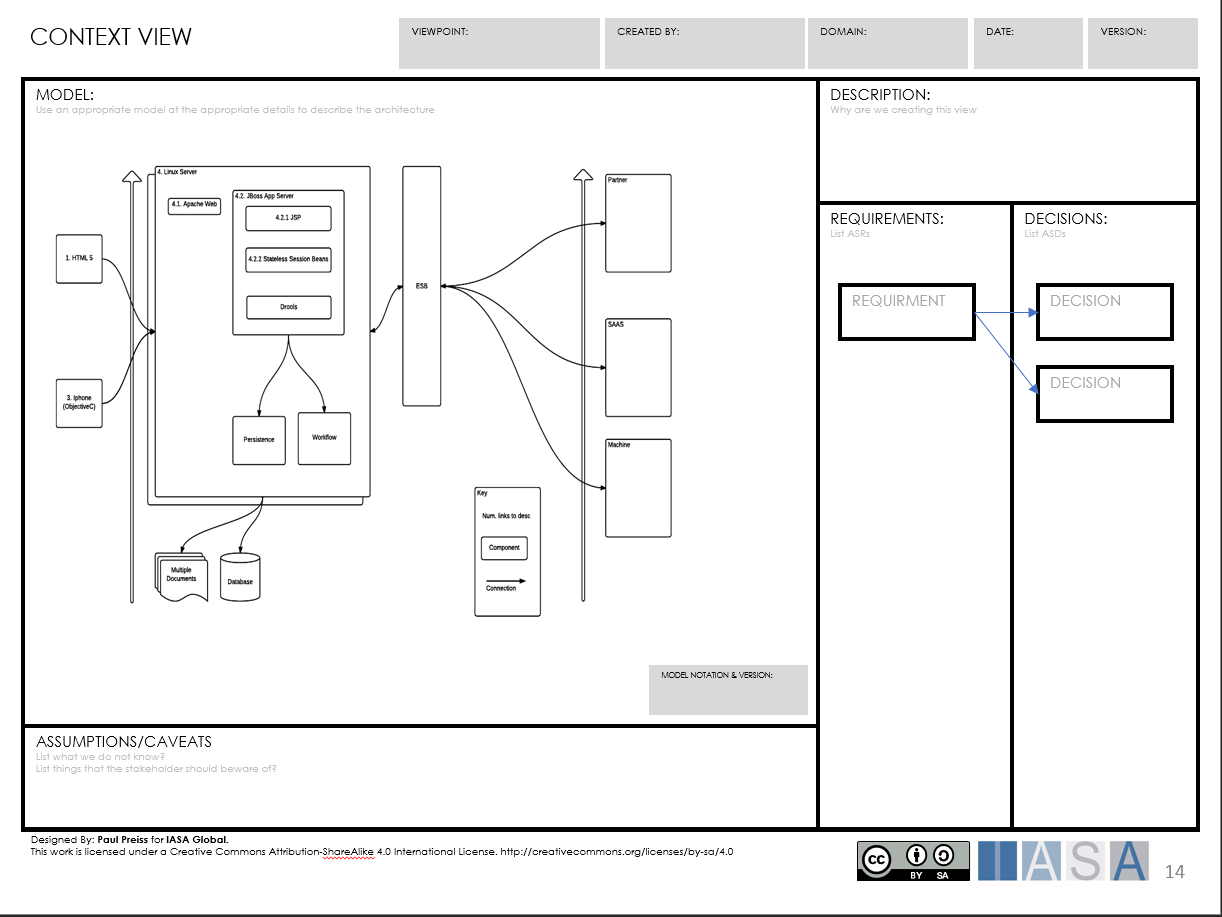 CONTEXT VIEW
VIEWPOINT:
CREATED BY:
DOMAIN:
DATE:
VERSION:
MODEL:
Use an appropriate model at the appropriate details to describe the architecture
4. Linux Server
4.1. Apache Web
4.2. JBoss App Server
4.2.1 JSP
4.2.2 Stateless Session Beans
Drools
1. HTML 5
3. Iphone
(ObjectiveC)
Persistence
Workflow
Multiple
Documents
Database
ESB
Partner
SAAS
Machine
Key
Num. links to desc
Component
Connection
MODEL NOTATION & VERSION:
DESCRIPTION:
Why are we creating this view
REQUIREMENTS:
List ASRs
REQUIRMENT
DECISIONS:
List ASDs
DECISION
DECISION
ASSUMPTIONS/CAVEATS
List what we do not know?
List things that the stakeholder should beware of?
Designed By: Paul Preiss for IASA Global.
This work is licensed under a Creative Commons Attribution-ShareAlike 4.0 International License. http://creativecommons.org/licenses/by-sa/4.0
cc
BY SA
IASA
14